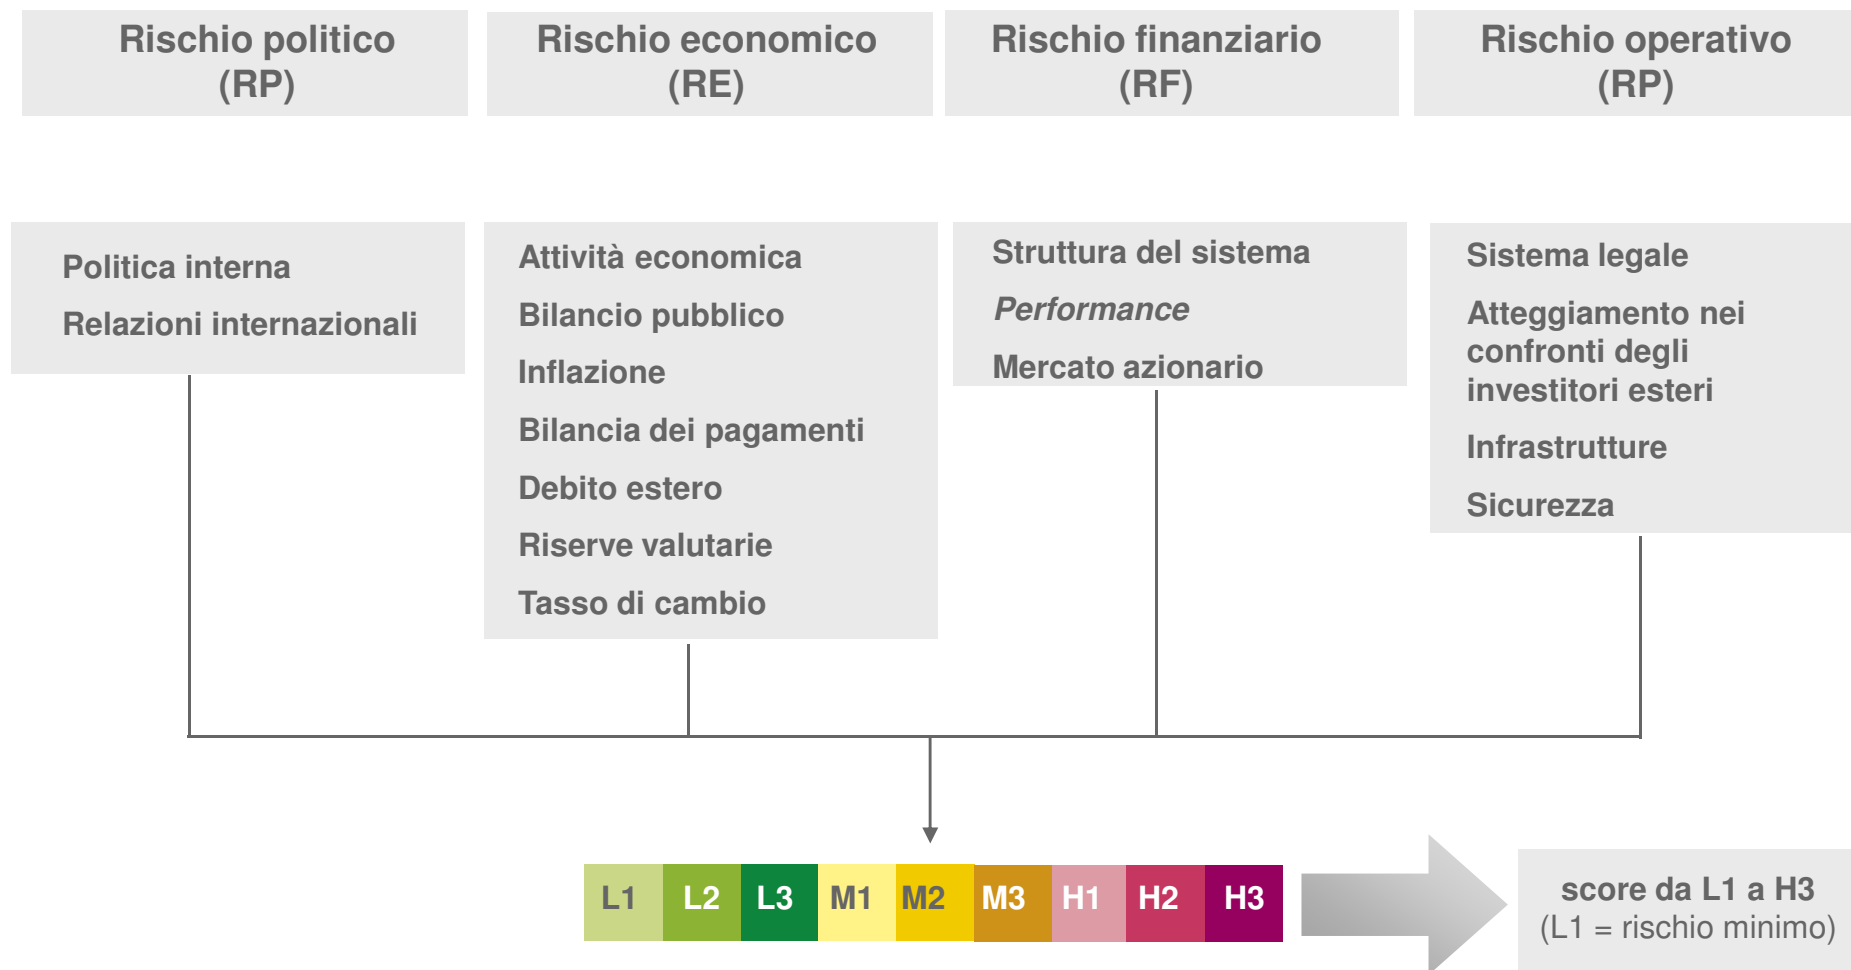 Rischio politico
(RP)
Rischio economico
(RE)
Rischio finanziario
(RF)
Rischio operativo
(RP)
Politica interna
Relazioni internazionali
Attività economica
Bilancio pubblico
Inflazione
Bilancia dei pagamenti
Debito estero
Riserve valutarie
Tasso di cambio
Struttura del sistema
Performance
Mercato azionario
Sistema legale
Atteggiamento nei
confronti degli
investitori esteri
Infrastrutture
Sicurezza
L1 L2 L3 M1 M2 M3 H1 H2 H3
score da L1 a H3
(L1 = rischio minimo)